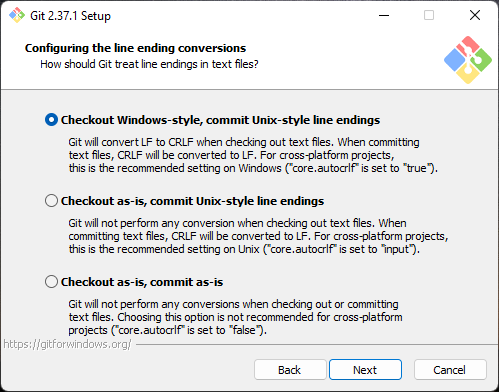 Git 2.37.1 Setup
Configuring the line ending conversions
How should Git treat line endings in text files?
Checkout Windows-style, commit Unix-style line endings
Git will convert LF to CRLF when checking out text files. When committing
text files, CRLF will be converted to LF. For cross-platform projects,
this is the recommended setting on Windows ("core.autocrlf" is set to "true").
Checkout as-is, commit Unix-style line endings
Git will not perform any conversion when checking out text files. When
committing text files, CRLF will be converted to LF. For cross-platform projects,
this is the recommended setting on Unix ("core.autocrlf" is set to "input").
Checkout as-is, commit as-is
Git will not perform any conversions when checking out or committing
text files. Choosing this option is not recommended for cross-platform
projects ("core.autocrlf" is set to "false").
https://gitforwindows.org/
Back Next Cancel